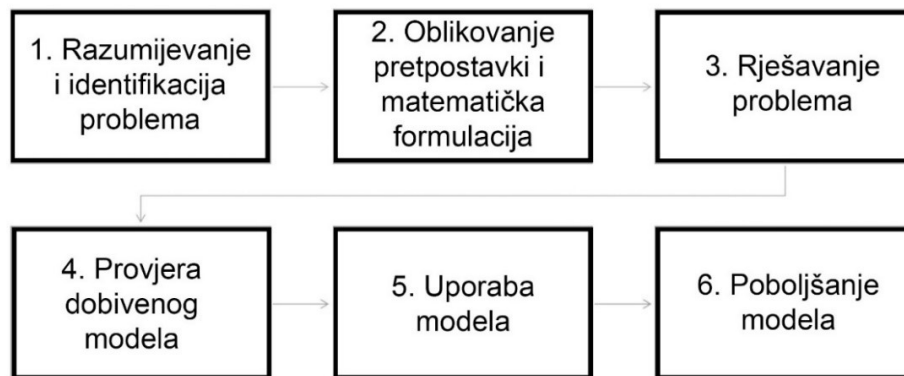 1. Razumijevanje
i identifikacija
problema
2. Oblikovanje
pretpostavki i
matematička
formulacija
3. Rješavanje
problema
4. Provjera
dobivenog
modela
5. Uporaba
modela
6. Poboljšanje
modela